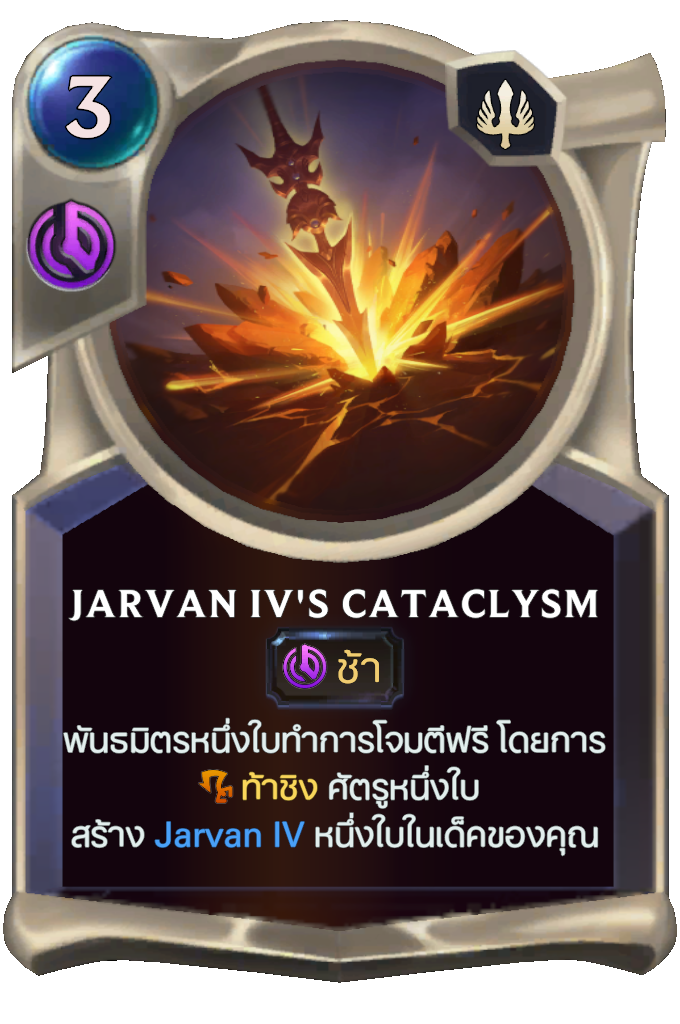 3
JARVAN IV'S CATACLYSM
ช้า
พันธมิตรหนึ่งใบทำการโจมตีฟรี โดยการ
ท้าชิง ศัตรูหนึ่งใบ
สร้าง Jarvan IV หนึ่งใบในเด็คของคุณ